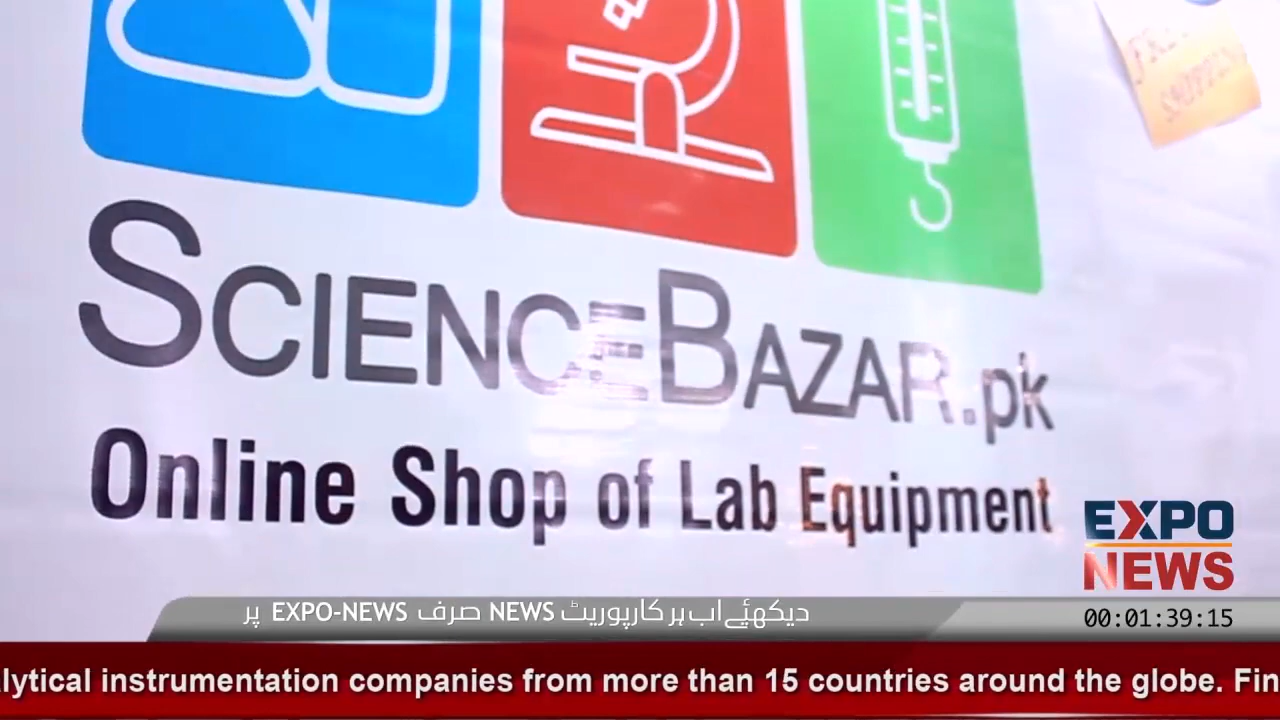 SCIENCEBAZAR.pk
Online Shop of Lab Equipment
SHOPPING
EXPO
NEWS
دیکھئے اب ہر کارپوریٹ NEWS صرف EXPO-NEWS پر
00:01:39:15
lytical instrumentation companies from more than 15 countries around the globe. Fin